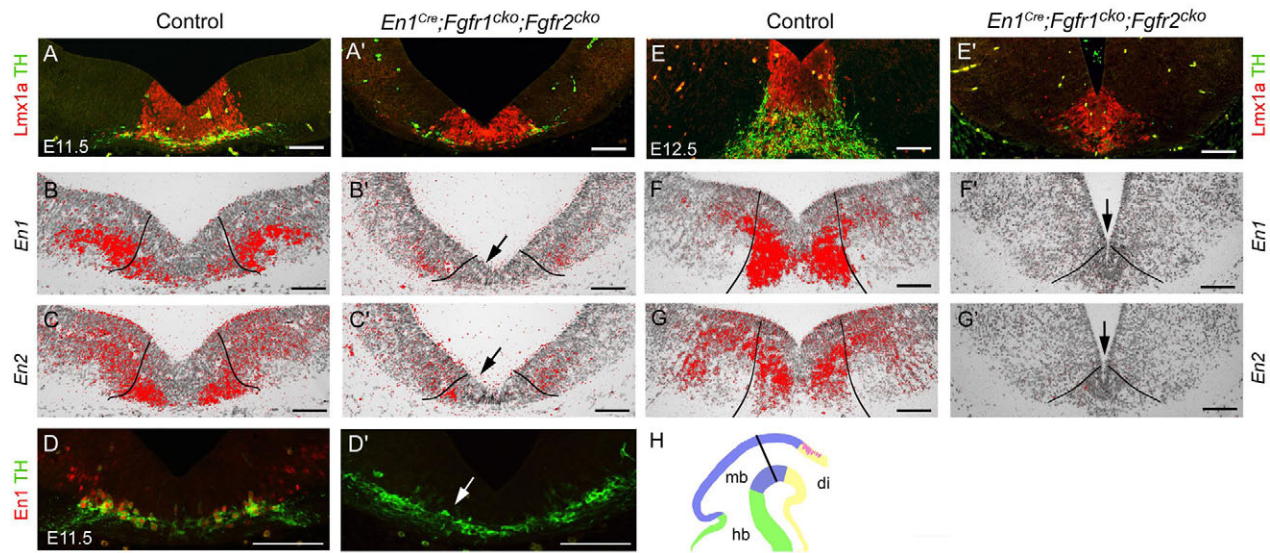 Control
En1Cre;Fgfr1cko;Fgfr2cko
Control
En1Cre;Fgfr1cko;Fgfr2cko
Lmx1a TH
A
E11.5
A'
E
E12.5
E'
Lmx1a TH
En1
B
B'
F
F'
En1
En2
C
C'
G
G'
En2
En1 TH
D
E11.5
D'
H
mb
di
hb